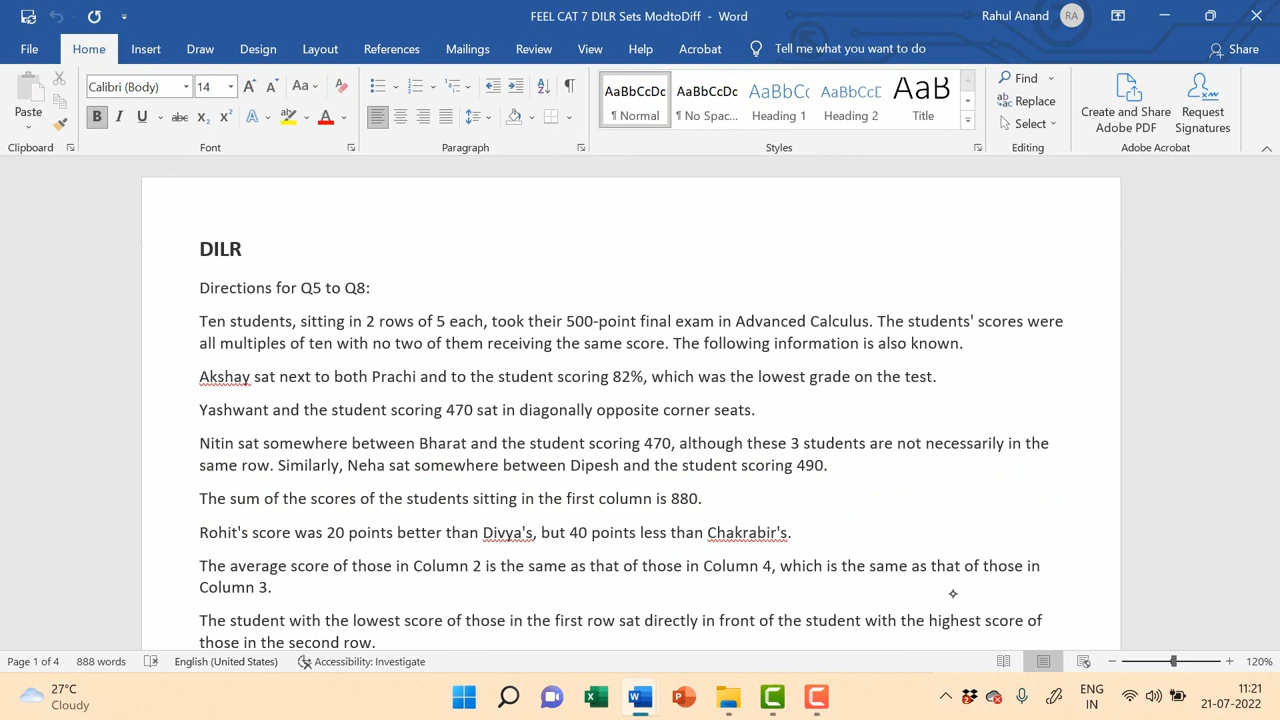 FEEL CAT 7 DILR Sets ModtoDiff - Word
Rahul Anand RA
File Home Insert Draw Design Layout References Mailings Review View Help Acrobat Tell me what you want to do Share
Calibri (Body) 14
Paste
AaBbCcDc AaBbCcDc AaBbCc AaBbCcD AaB
¶ Normal ¶ No Spac... Heading 1 Heading 2 Title
Find
Replace
Select
Create and Share Adobe PDF
Request Signatures
Clipboard Font Paragraph Styles Editing Adobe Acrobat
DILR
Directions for Q5 to Q8:
Ten students, sitting in 2 rows of 5 each, took their 500-point final exam in Advanced Calculus. The students' scores were
all multiples of ten with no two of them receiving the same score. The following information is also known.
Akshay sat next to both Prachi and to the student scoring 82%, which was the lowest grade on the test.
Yashwant and the student scoring 470 sat in diagonally opposite corner seats.
Nitin sat somewhere between Bharat and the student scoring 470, although these 3 students are not necessarily in the
same row. Similarly, Neha sat somewhere between Dipesh and the student scoring 490.
The sum of the scores of the students sitting in the first column is 880.
Rohit's score was 20 points better than Divya's, but 40 points less than Chakrabir's.
The average score of those in Column 2 is the same as that of those in Column 4, which is the same as that of those in
Column 3.
The student with the lowest score of those in the first row sat directly in front of the student with the highest score of
those in the second row.
Page 1 of 4 888 words English (United States) Accessibility: Investigate 120%
27°C
Cloudy
ENG
IN
11:21
21-07-2022